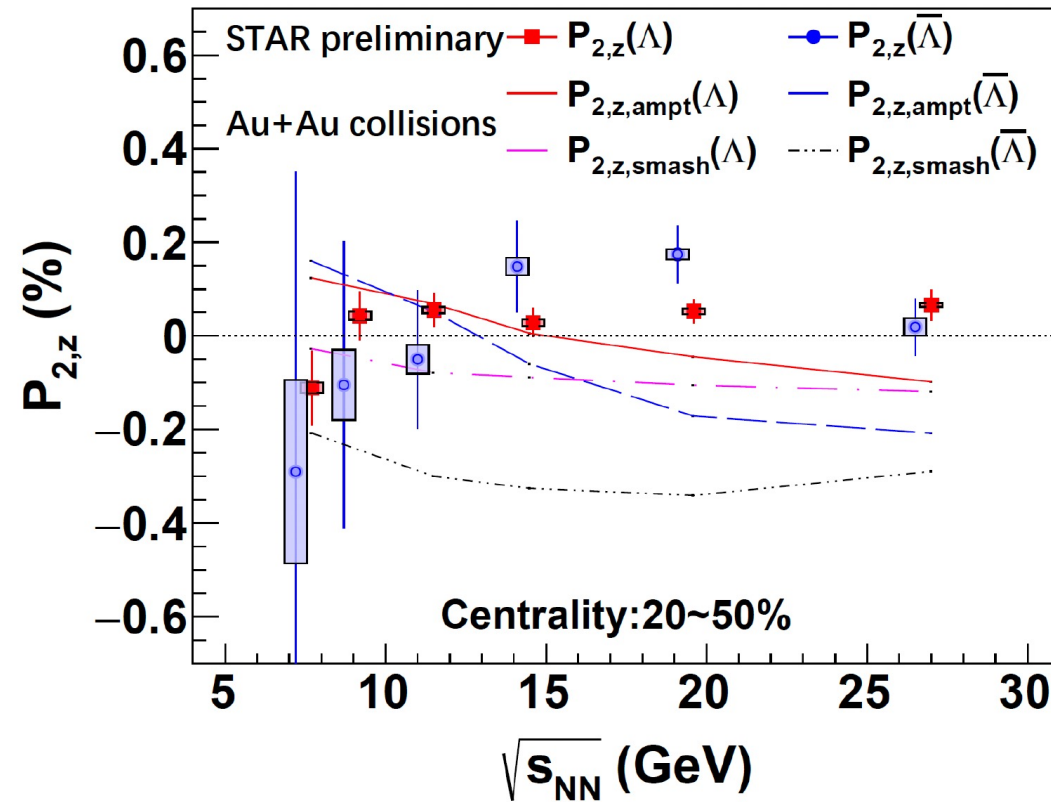 STAR preliminary
P2,z(Λ)
P2,z(Λ̅)
P2,z,ampt(Λ)
P2,z,ampt(Λ̅)
Au+Au collisions
P2,z,smash(Λ)
P2,z,smash(Λ̅)
0.6
0.4
0.2
0
−0.2
−0.4
−0.6
P2,z (%)
Centrality:20~50%
5 10 15 20 25 30
√sNN (GeV)